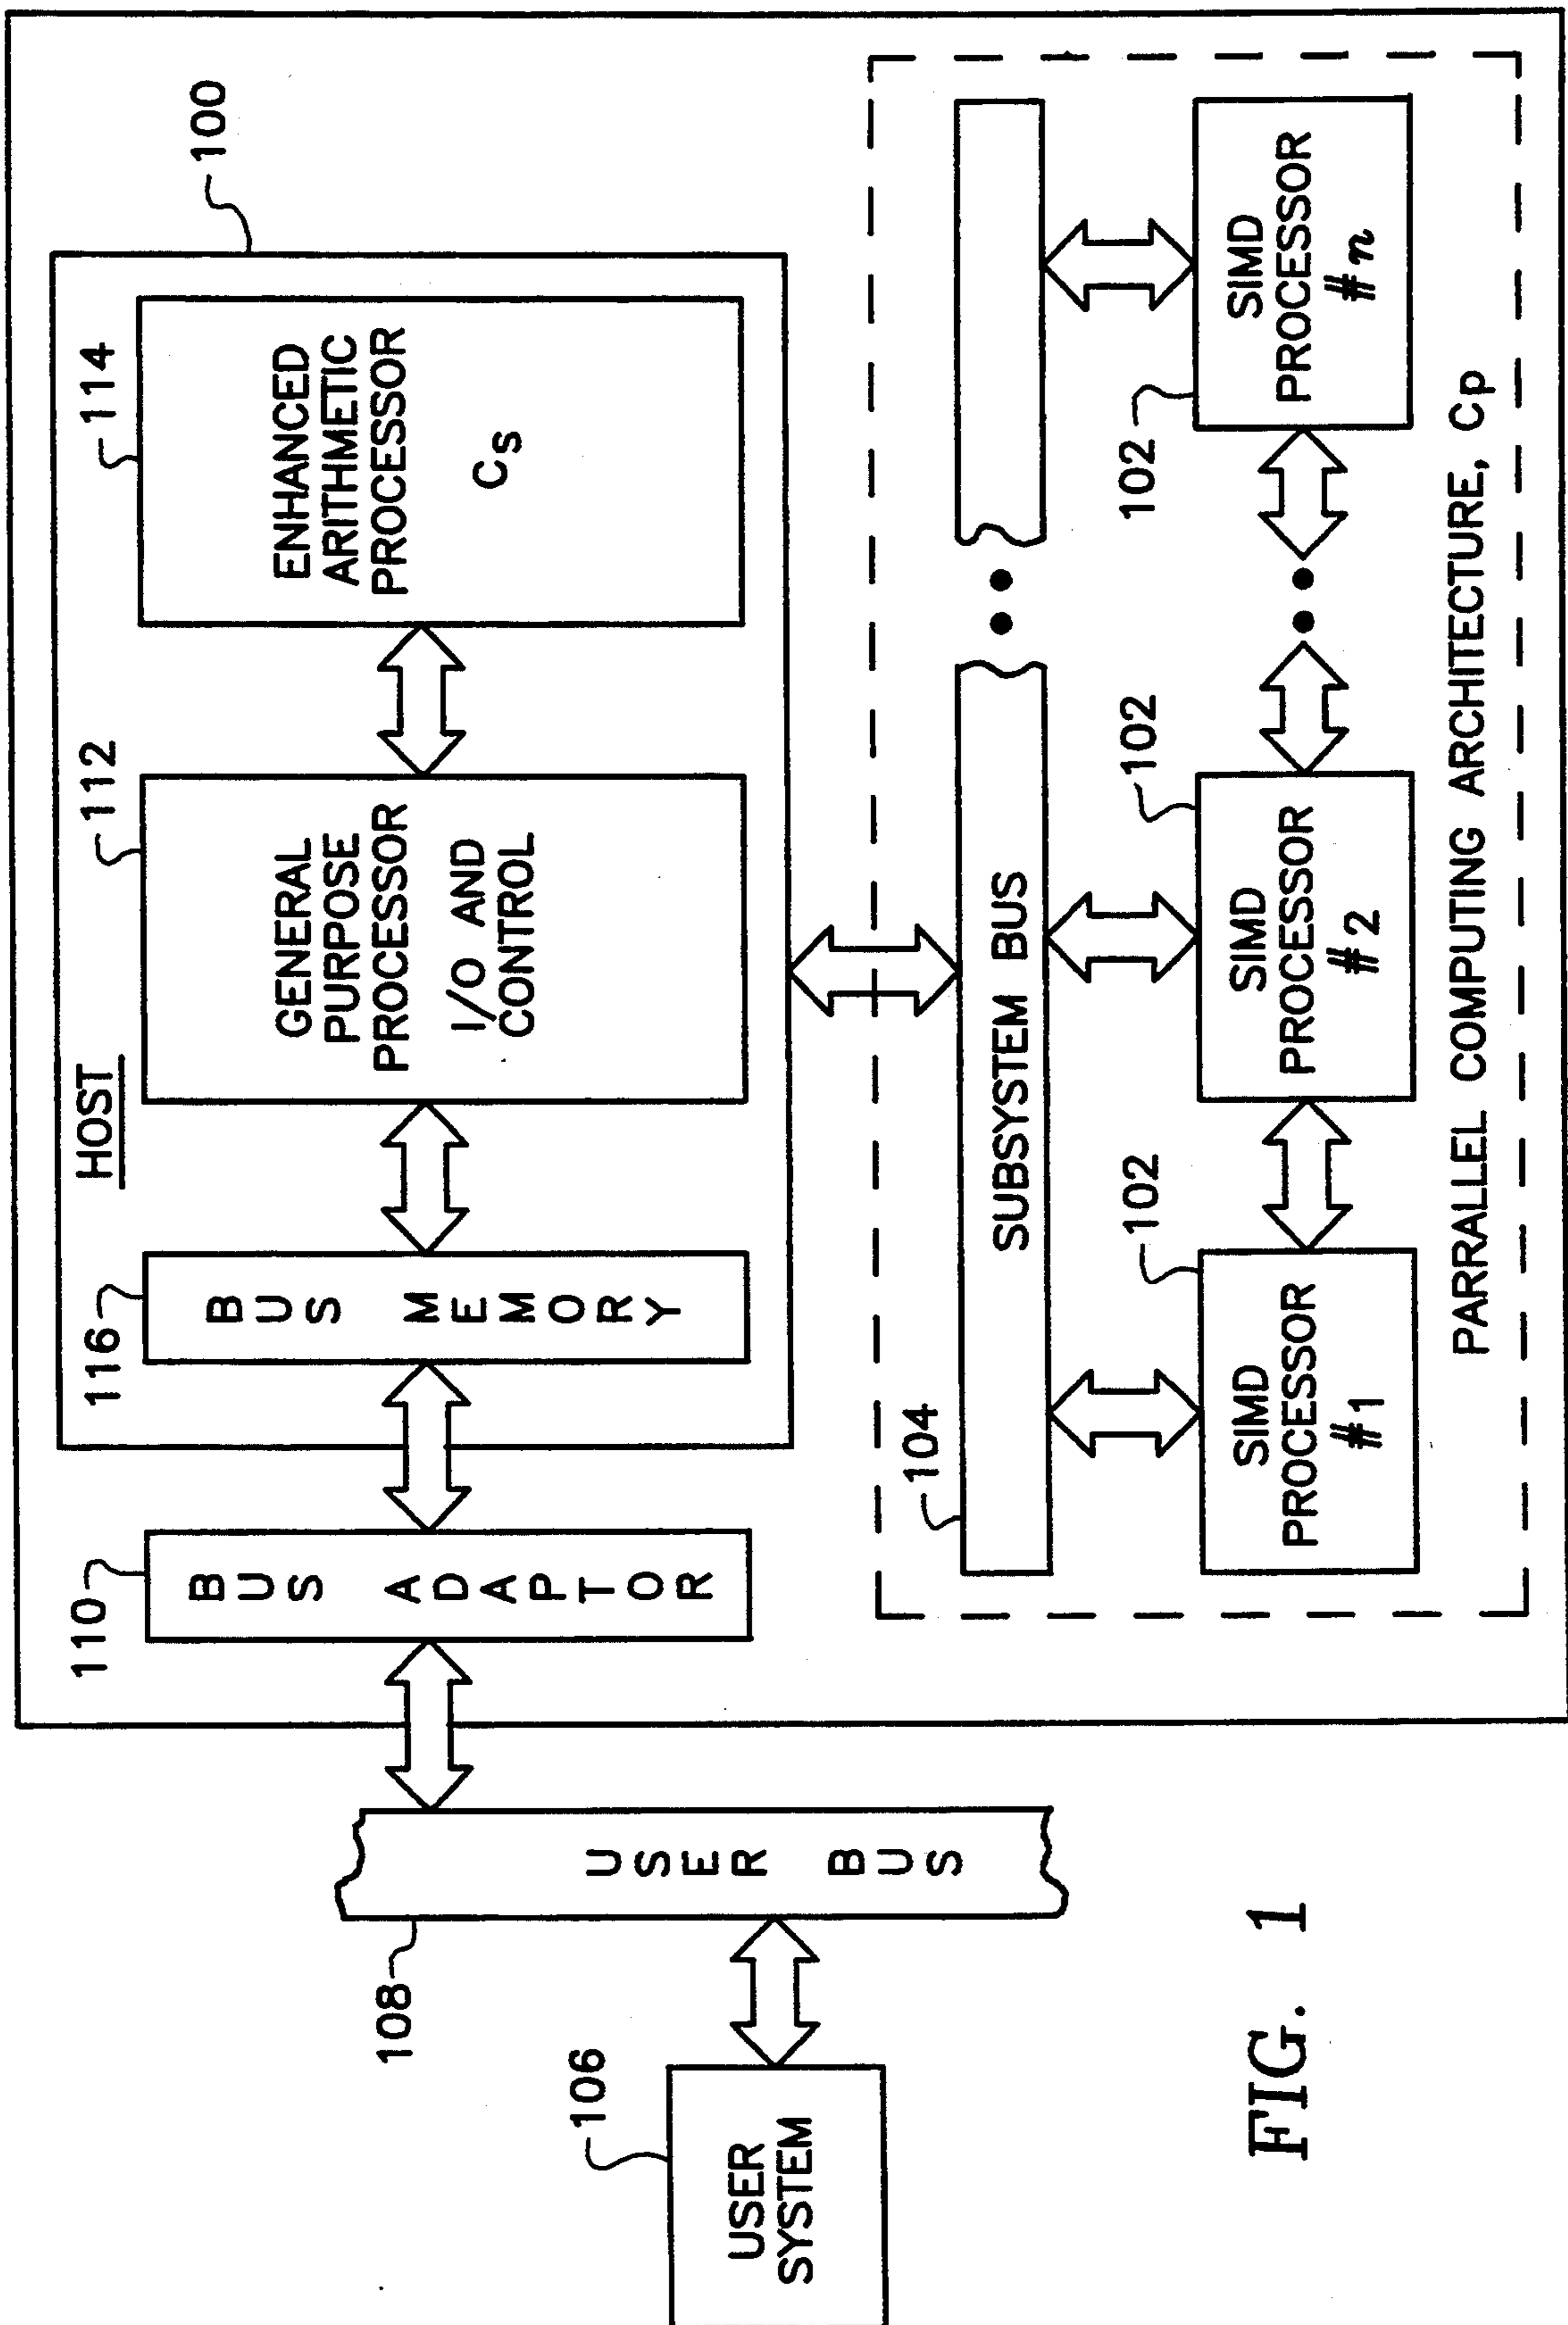 100
HOST
116
112
114
110
BUS ADAPTOR
BUS MEMORY
GENERAL
PURPOSE
PROCESSOR
I/O AND
CONTROL
ENHANCED
ARITHMETIC
PROCESSOR
Cs
108
USER BUS
106
USER
SYSTEM
104
SUBSYSTEM BUS
102
102
102
SIMD
PROCESSOR
#1
SIMD
PROCESSOR
#2
SIMD
PROCESSOR
#n
PARRALLEL COMPUTING ARCHITECTURE, Cp
FIG. 1